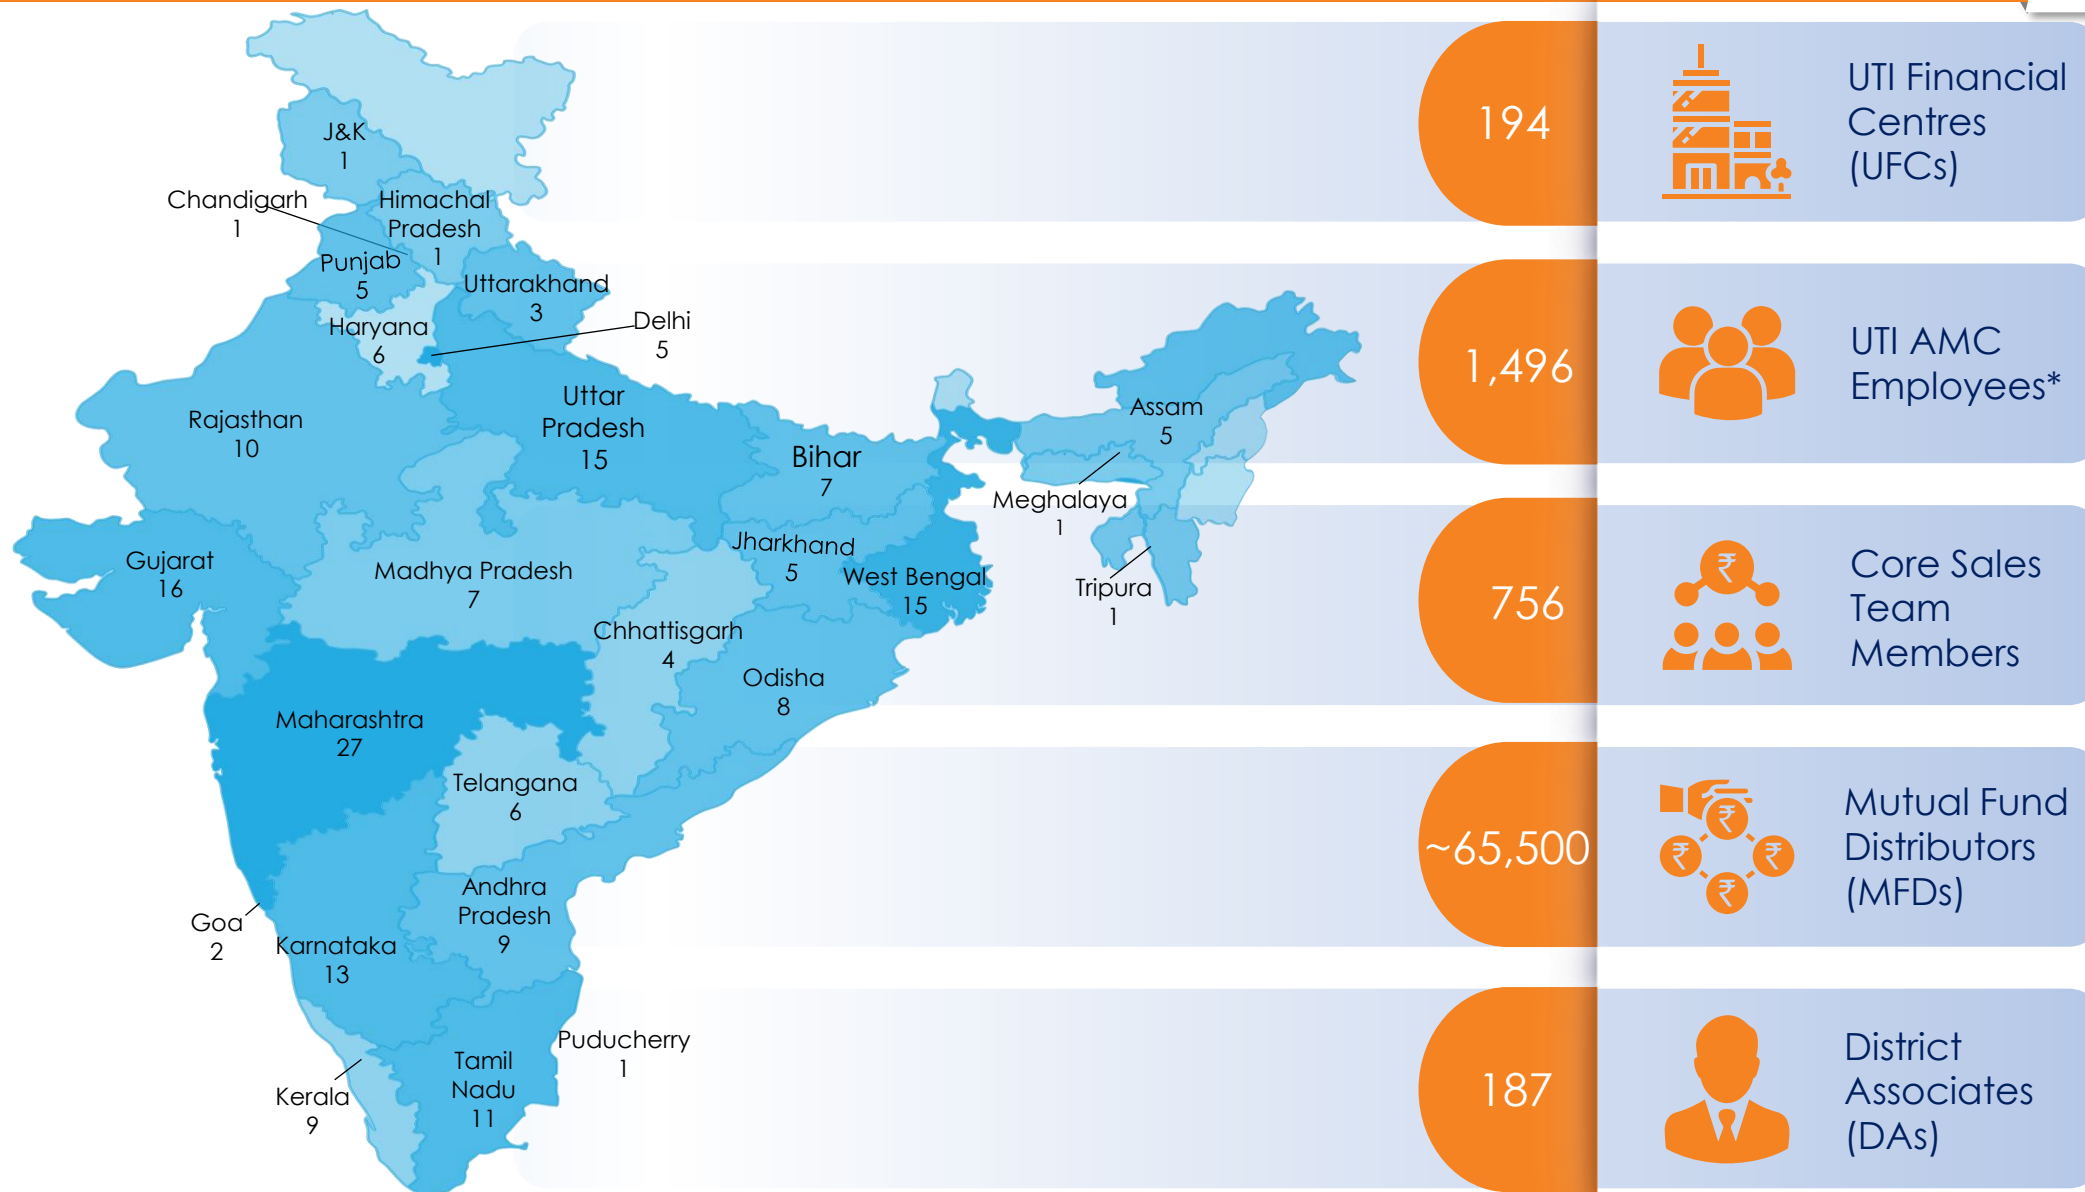 J&K
1
Chandigarh
1
Himachal
Pradesh
1
Punjab
5
Uttarakhand
3
Haryana
6
Delhi
5
Rajasthan
10
Uttar
Pradesh
15
Bihar
7
Assam
5
Meghalaya
1
Tripura
1
Gujarat
16
Madhya Pradesh
7
Jharkhand
5
West Bengal
15
Chhattisgarh
4
Odisha
8
Maharashtra
27
Telangana
6
Andhra
Pradesh
9
Goa
2
Karnataka
13
Puducherry
1
Tamil
Nadu
11
Kerala
9
194
UTI Financial
Centres
(UFCs)
1,496
UTI AMC
Employees*
756
₹
Core Sales
Team
Members
~65,500
₹
₹
₹
₹
Mutual Fund
Distributors
(MFDs)
187
District
Associates
(DAs)